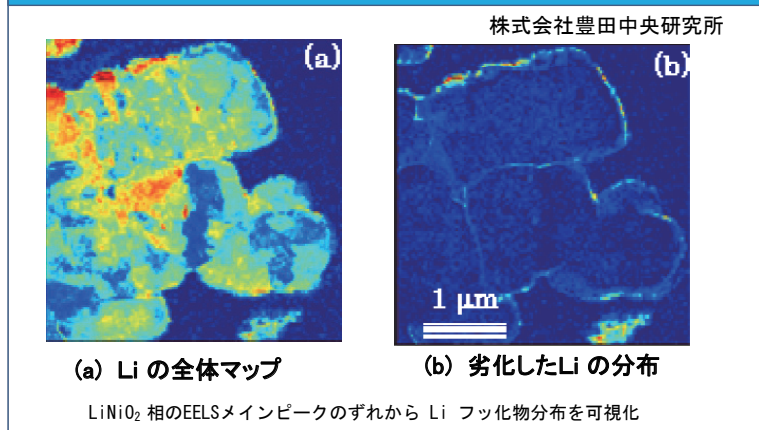 株式会社豊田中央研究所
(a)
(b)
1 μm
(a) Li の全体マップ
(b) 劣化したLi の分布
LiNiO₂ 相のEELSメインピークのずれから Li フッ化物分布を可視化